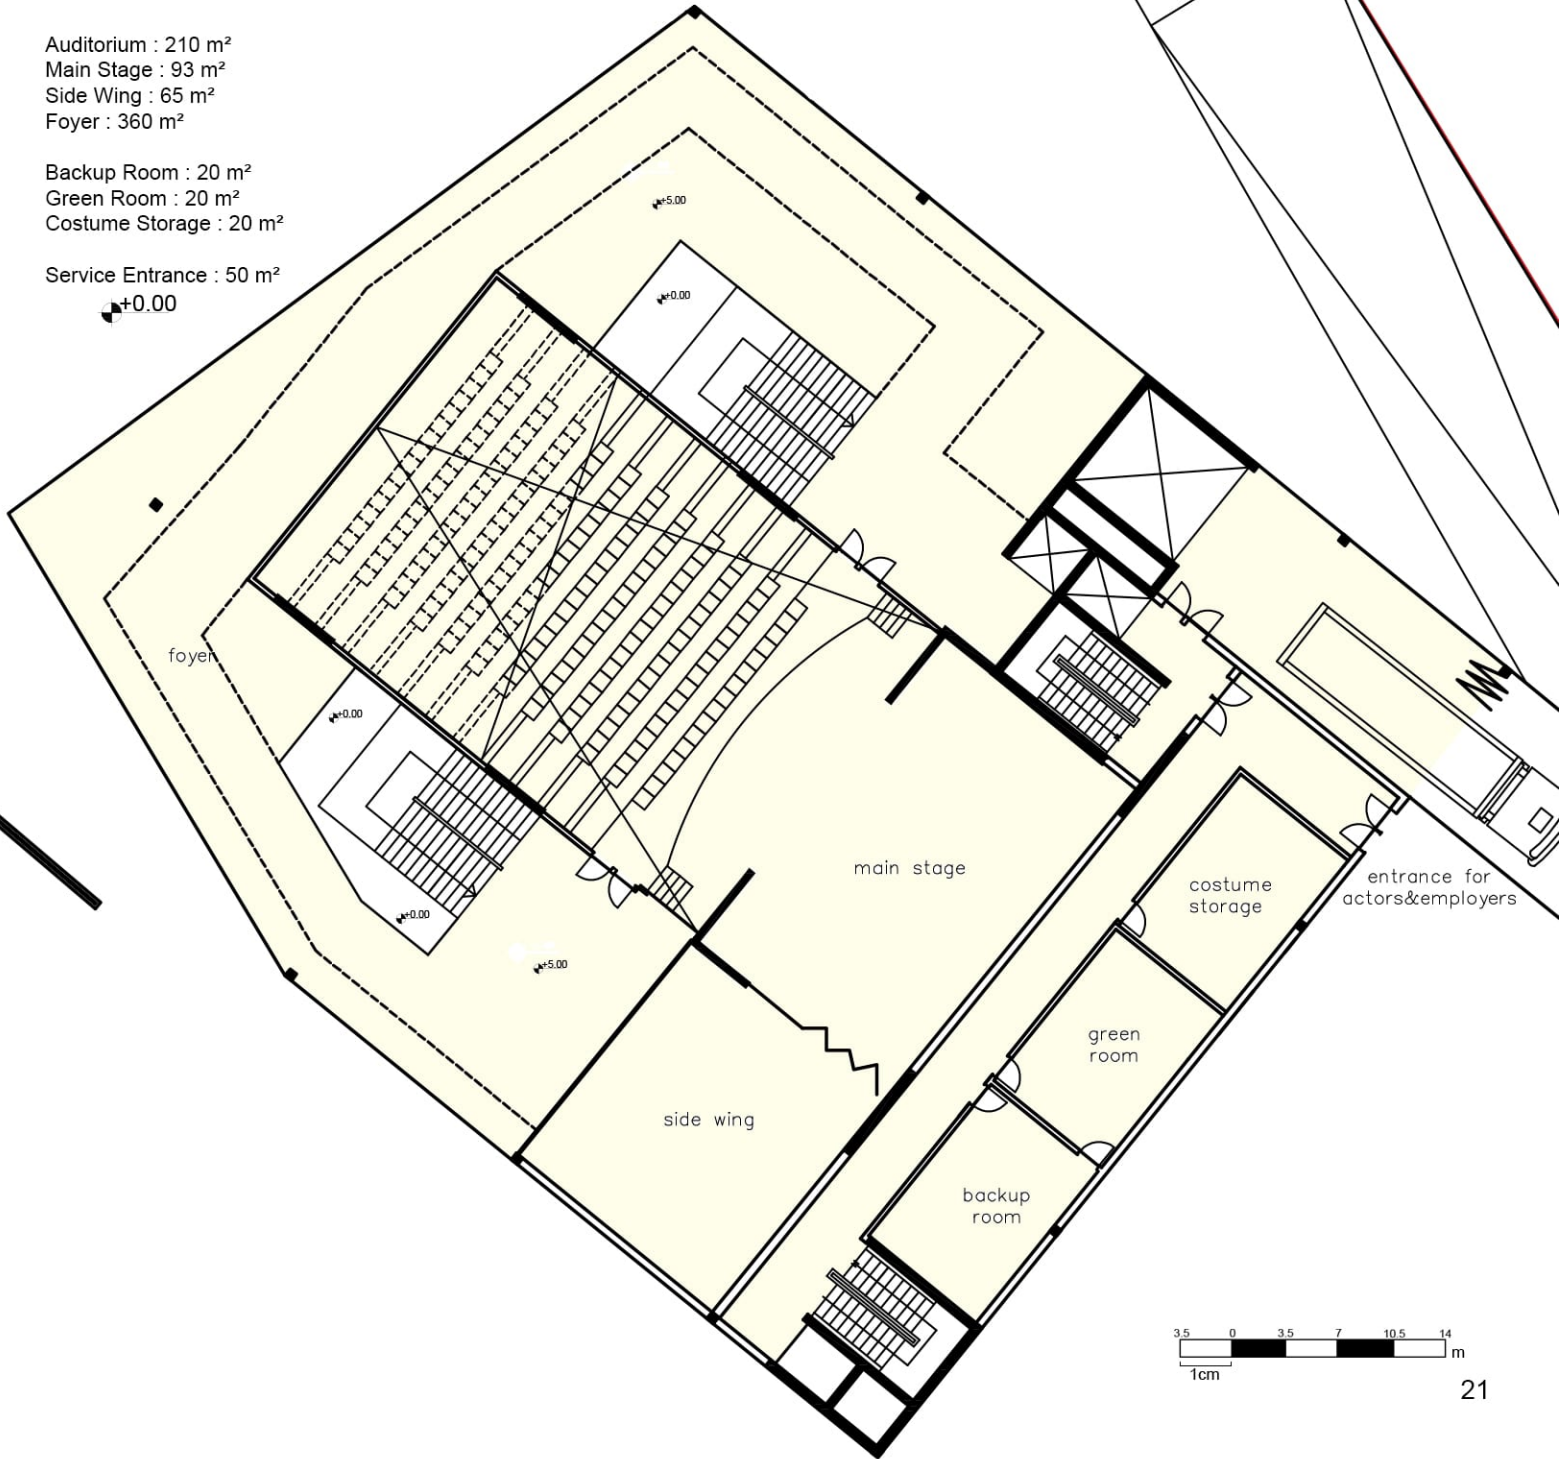 Auditorium : 210 m²
Main Stage : 93 m²
Side Wing : 65 m²
Foyer : 360 m²
Backup Room : 20 m²
Green Room : 20 m²
Costume Storage : 20 m²
Service Entrance : 50 m²
+0.00
+5.00
+0.00
foyer
+0.00
main stage
costume
storage
entrance for
actors&employers
+0.00
+5.00
green
room
side wing
backup
room
3.5 0 3.5 7 10.5 14
m
1cm
21